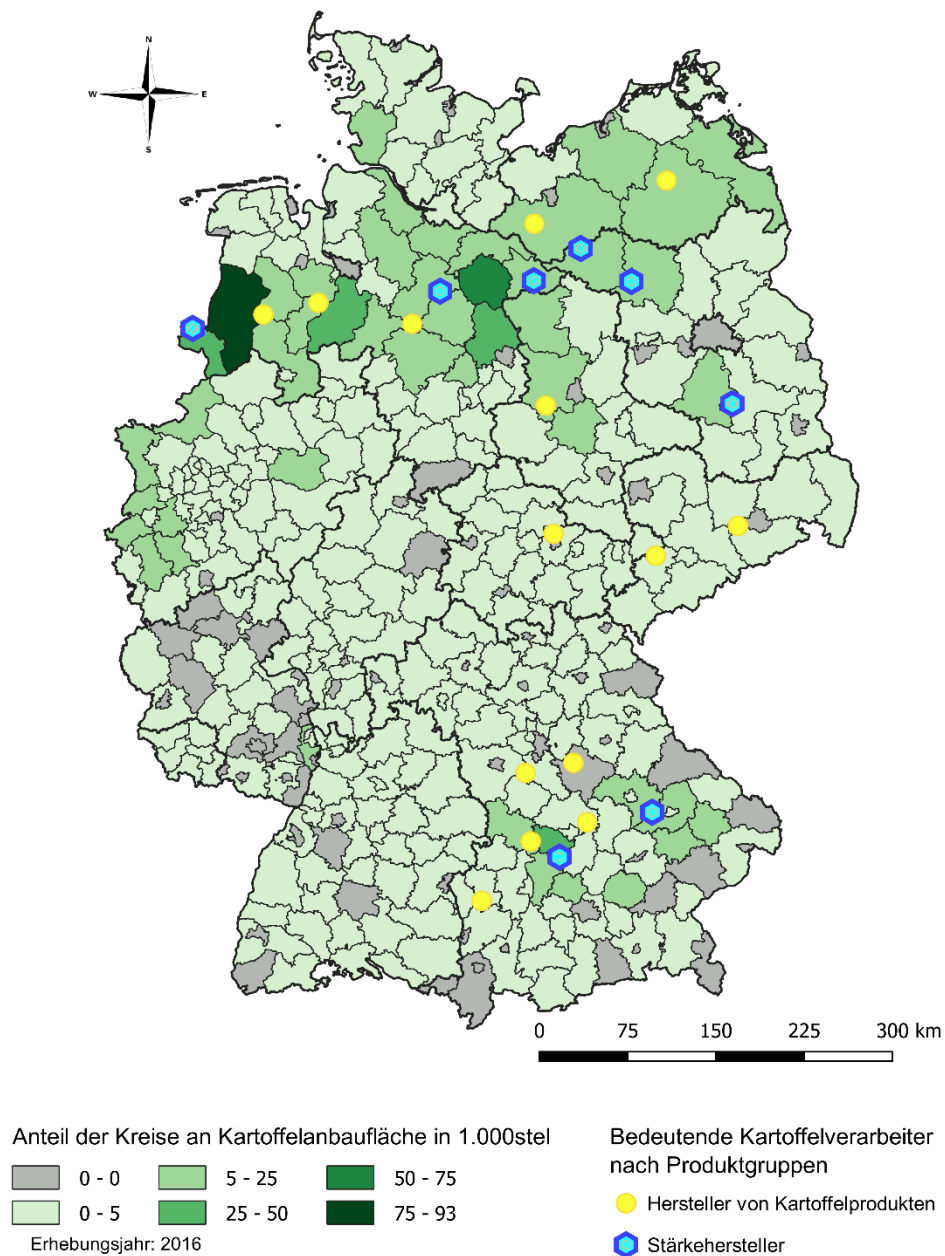 N
W E
S
0 75 150 225 300 km
Anteil der Kreise an Kartoffelanbaufläche in 1.000stel
0 - 0 5 - 25 50 - 75
0 - 5 25 - 50 75 - 93
Erhebungsjahr: 2016
Bedeutende Kartoffelverarbeiter
nach Produktgruppen
Hersteller von Kartoffelprodukten
Stärkehersteller